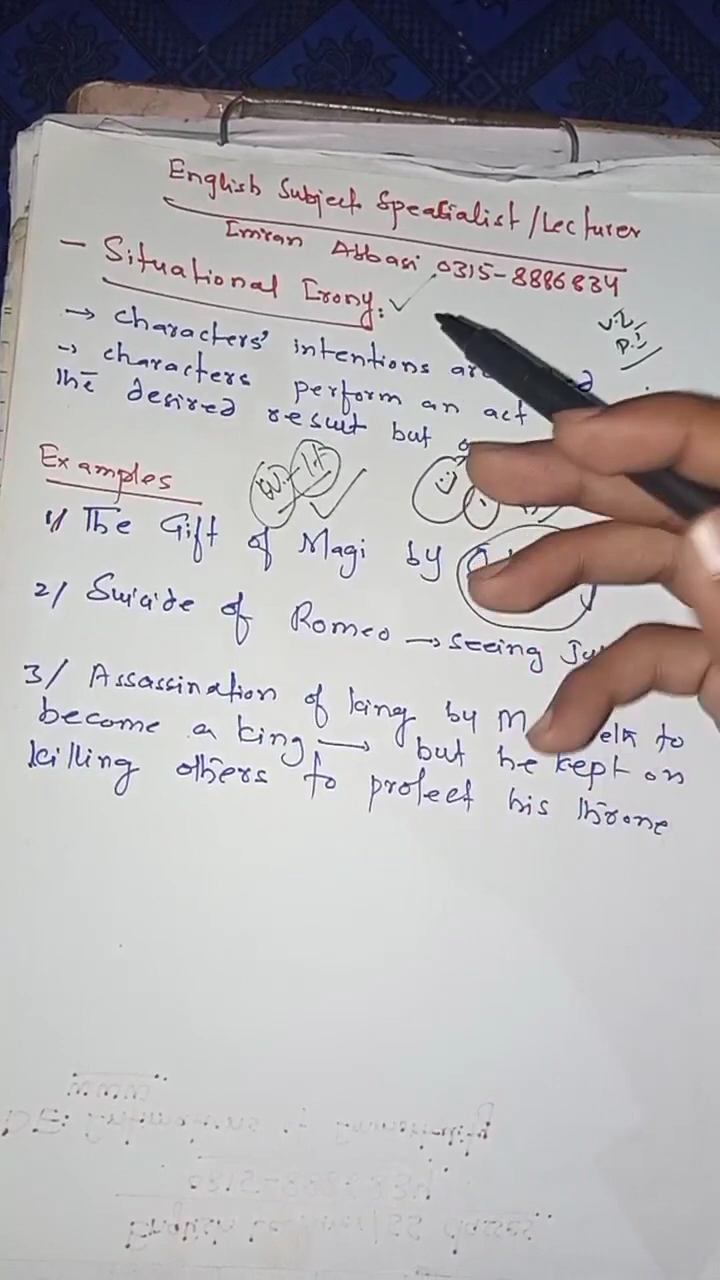 English Subject Specialist/Lecturer
Imran Abbasi 0315-8886834
- Situational Irony:
→ characters' intentions
→ characters perform an act
the desired result but
Examples
1/ The Gift of Magi by
2/ Suicide of Romeo → seeing
3/ Assassination of king by to
become a king → but he kept on
killing others to protect his throne